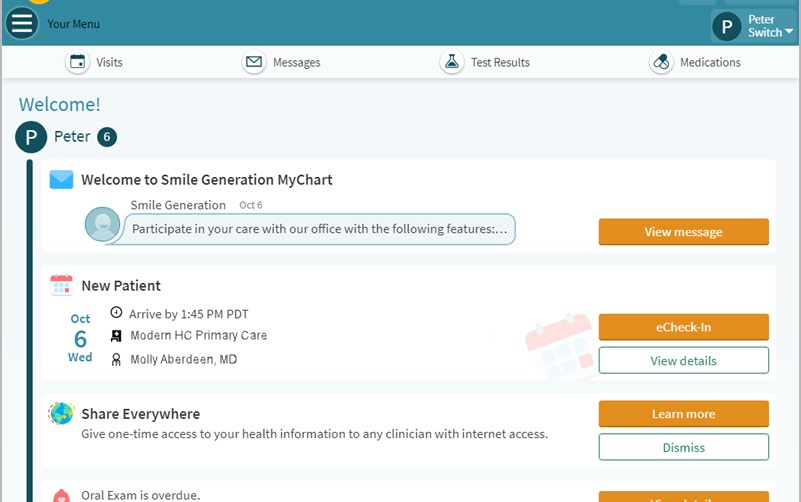 Your Menu
P
Peter
Switch
Visits
Messages
Test Results
Medications
Welcome!
P Peter 6
Welcome to Smile Generation MyChart
Smile Generation Oct 6
Participate in your care with our office with the following features:...
View message
New Patient
Oct
6
Wed
Arrive by 1:45 PM PDT
Modern HC Primary Care
Molly Aberdeen, MD
eCheck-In
View details
Share Everywhere
Give one-time access to your health information to any clinician with internet access.
Learn more
Dismiss
Oral Exam is overdue.
View details